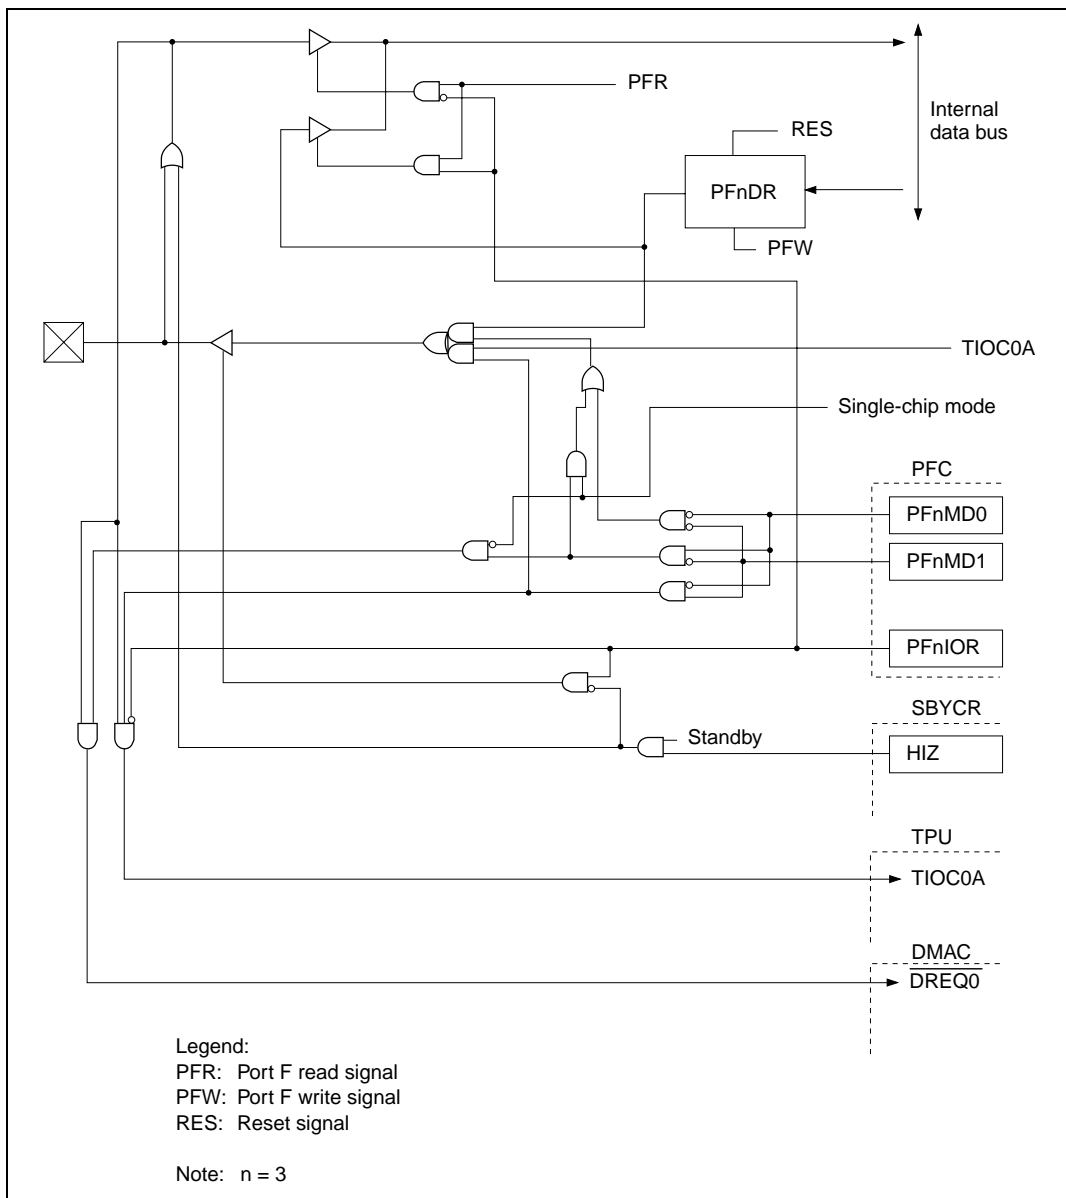 PFR
Internal
data bus
RES
PFnDR
PFW
TIOC0A
Single-chip mode
PFC
PFnMD0
PFnMD1
PFnIOR
SBYCR
Standby
HIZ
TPU
TIOC0A
DMAC
DREQ0
Legend:
PFR: Port F read signal
PFW: Port F write signal
RES: Reset signal
Note: n = 3